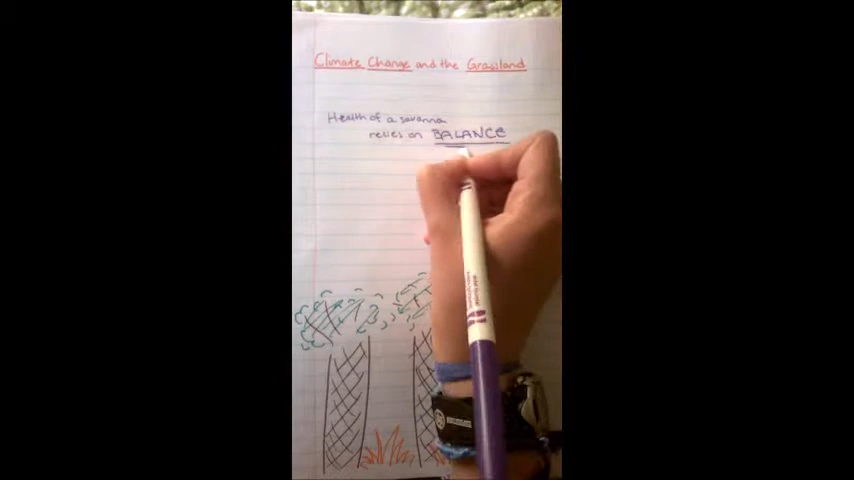 Climate Change and the Grassland
Health of a savanna
relies on BALANCE